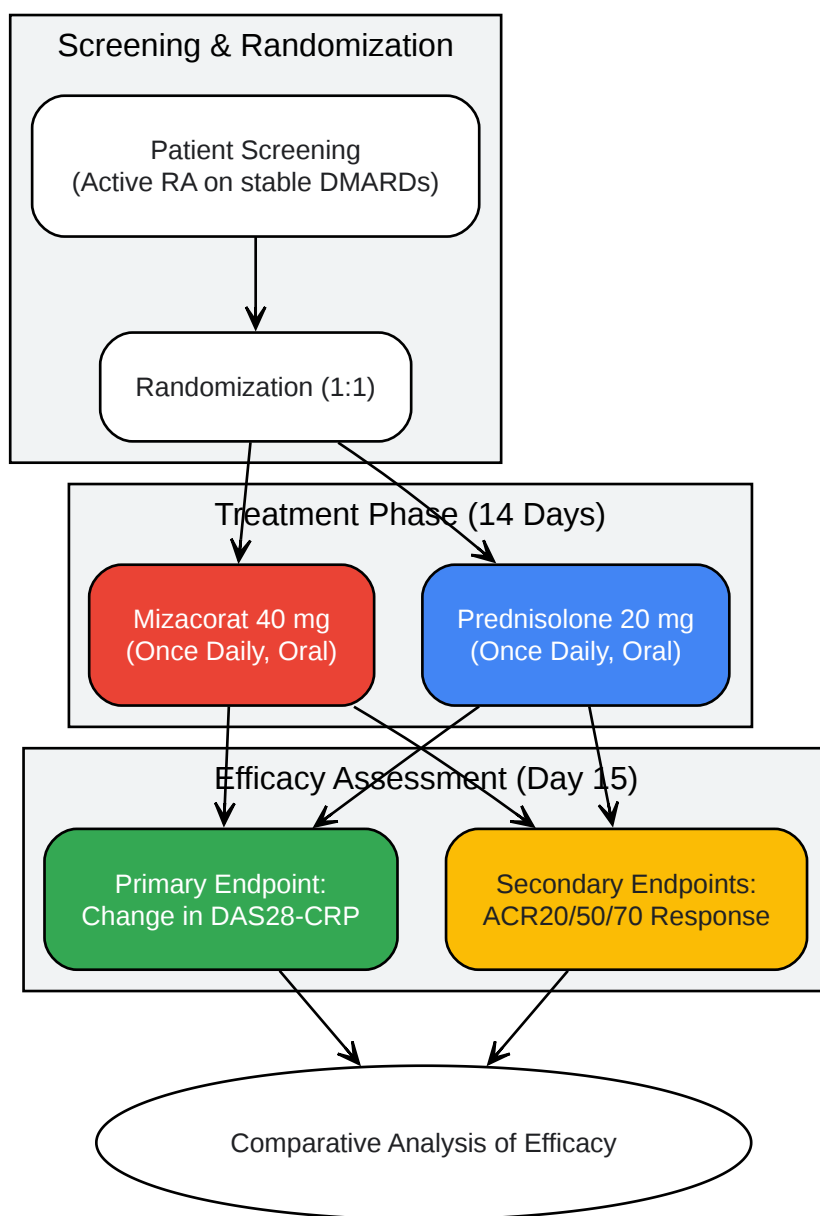 Screening & Randomization
Patient Screening
(Active RA on stable DMARDs)
Randomization (1:1)
Treatment Phase (14 Days)
Mizacorat 40 mg
(Once Daily, Oral)
Prednisolone 20 mg
(Once Daily, Oral)
Efficacy Assessment (Day 15)
Primary Endpoint:
Change in DAS28-CRP
Secondary Endpoints:
ACR20/50/70 Response
Comparative Analysis of Efficacy